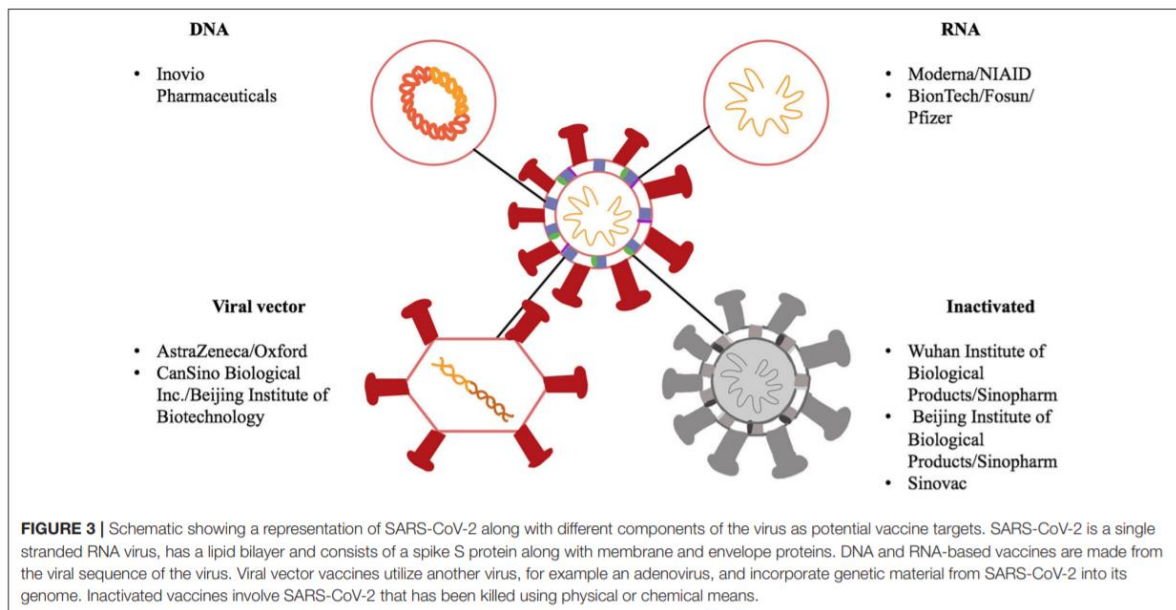 DNA
• Inovio
Pharmaceuticals
RNA
• Moderna/NIAID
• BionTech/Fosun/
Pfizer
Viral vector
• AstraZeneca/Oxford
• CanSino Biological
Inc./Beijing Institute of
Biotechnology
Inactivated
• Wuhan Institute of
Biological
Products/Sinopharm
• Beijing Institute of
Biological
Products/Sinopharm
• Sinovac
FIGURE 3 | Schematic showing a representation of SARS-CoV-2 along with different components of the virus as potential vaccine targets. SARS-CoV-2 is a single
stranded RNA virus, has a lipid bilayer and consists of a spike S protein along with membrane and envelope proteins. DNA and RNA-based vaccines are made from
the viral sequence of the virus. Viral vector vaccines utilize another virus, for example an adenovirus, and incorporate genetic material from SARS-CoV-2 into its
genome. Inactivated vaccines involve SARS-CoV-2 that has been killed using physical or chemical means.